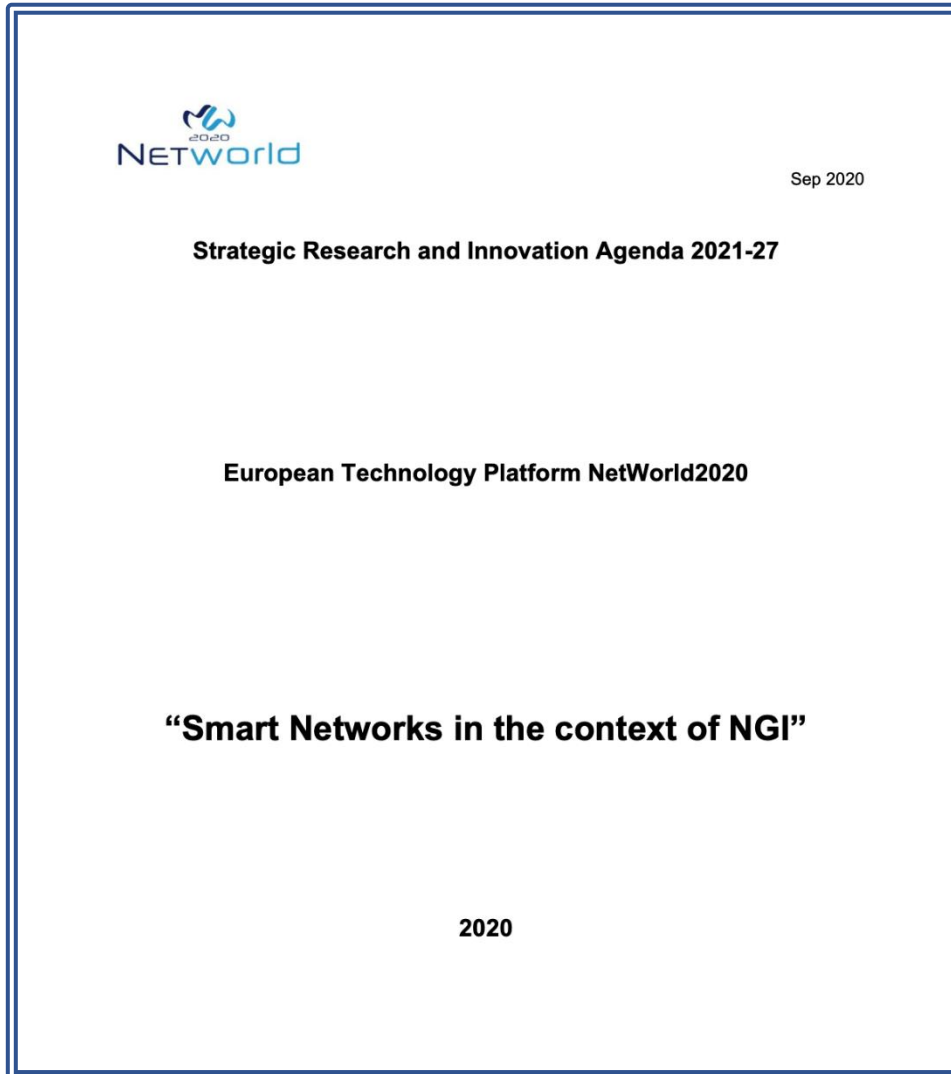 2020
NETWORLD
Sep 2020
Strategic Research and Innovation Agenda 2021-27
European Technology Platform NetWorld2020
“Smart Networks in the context of NGI”
2020